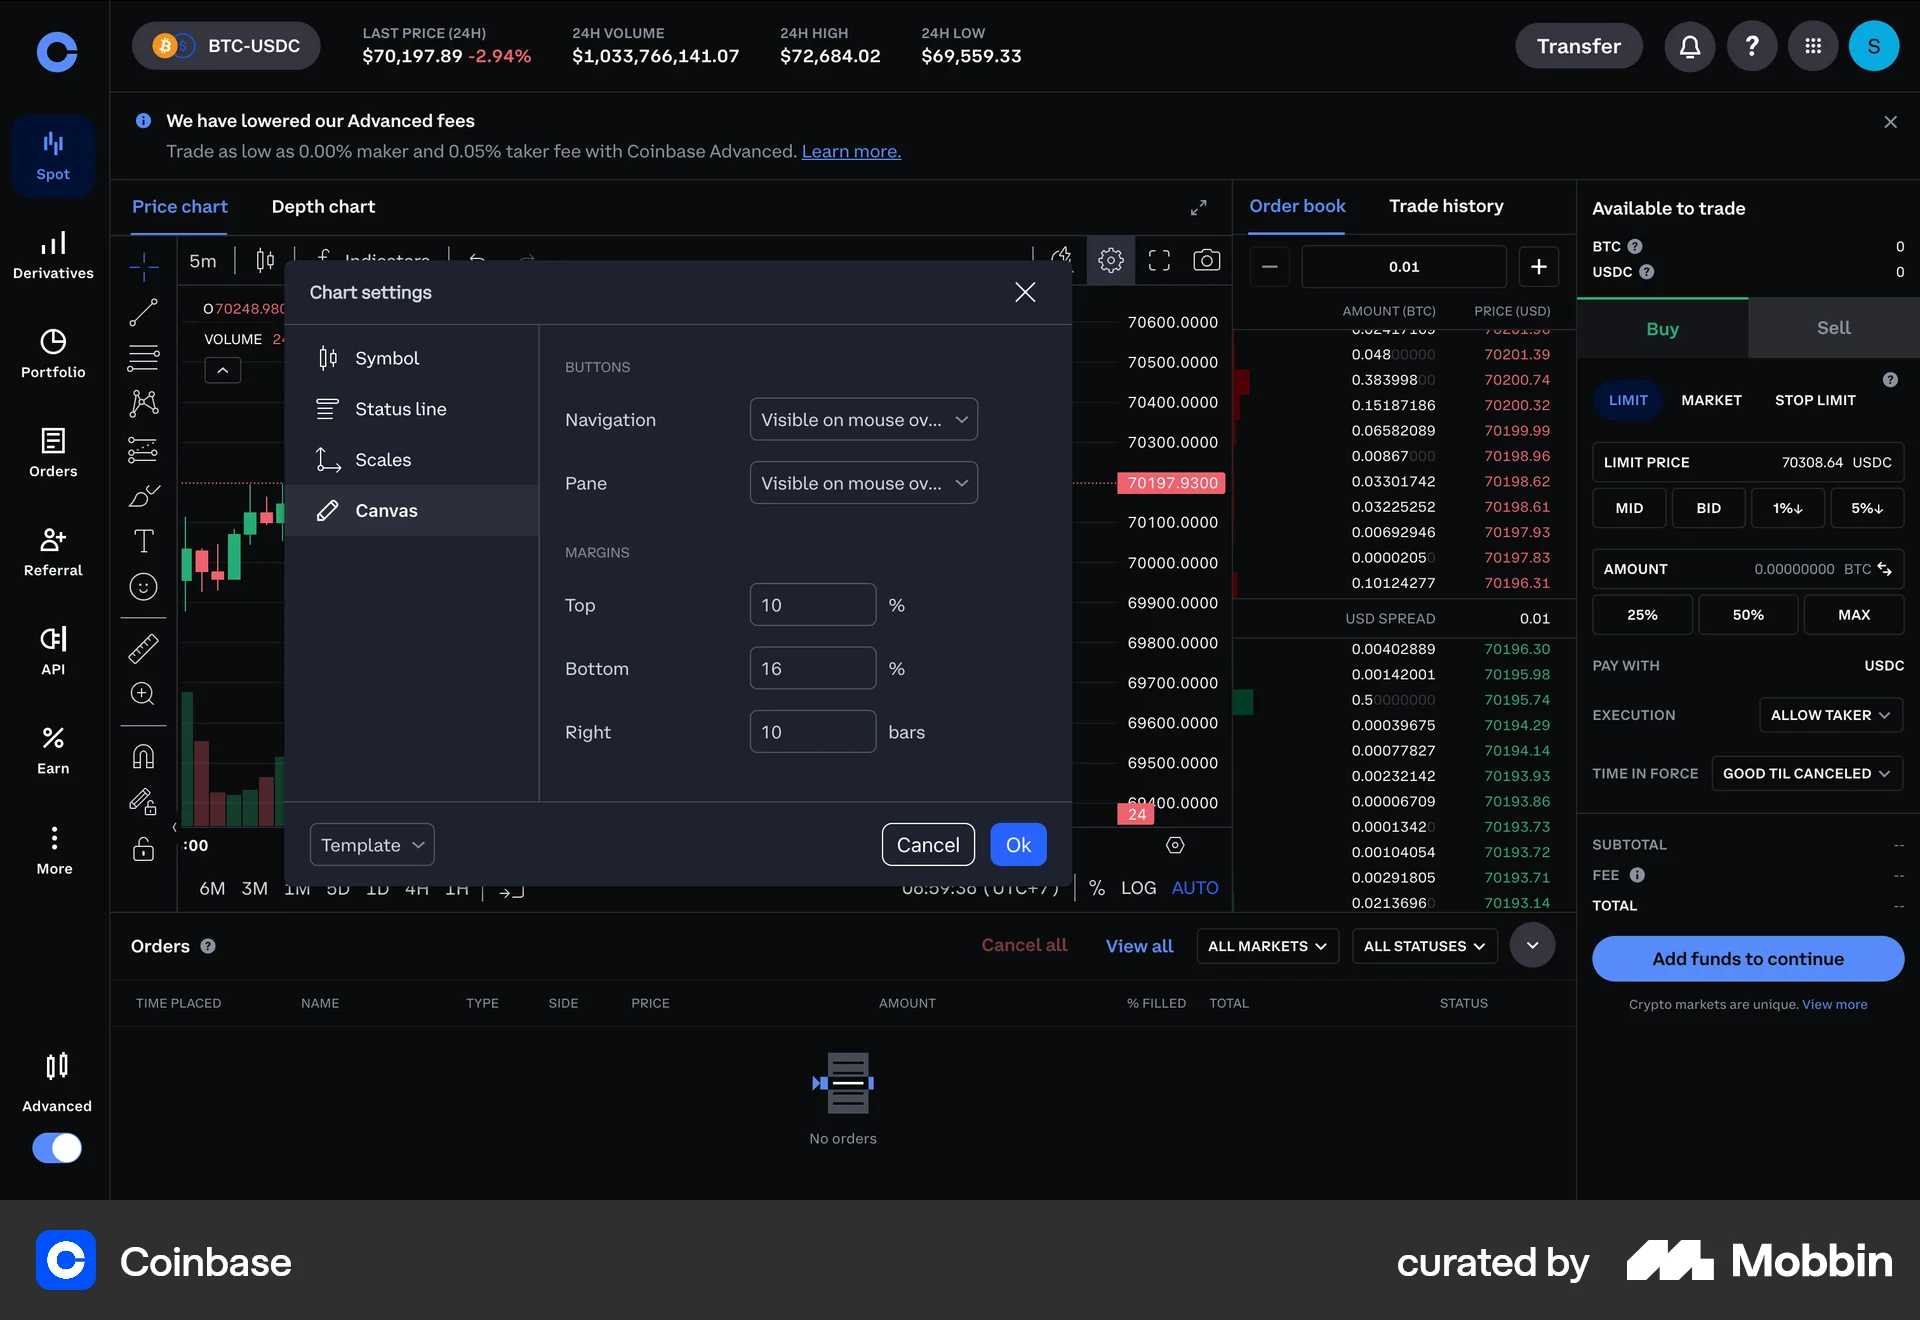 BTC-USDC
LAST PRICE (24H)
$70,197.89 -2.94%
24H VOLUME
$1,033,766,141.07
24H HIGH
$72,684.02
24H LOW
$69,559.33
Transfer
?
S
We have lowered our Advanced fees
Trade as low as 0.00% maker and 0.05% taker fee with Coinbase Advanced. Learn more.
Spot
Derivatives
Portfolio
Orders
Referral
API
Earn
More
Advanced
Price chart
Depth chart
5m
Indicators
O70248.980
VOLUME
Chart settings
Symbol
Status line
Scales
Canvas
BUTTONS
Navigation
Visible on mouse ov...
Pane
Visible on mouse ov...
MARGINS
Top
10
%
Bottom
16
%
Right
10
bars
Template
Cancel
Ok
70600.0000
70500.0000
70400.0000
70300.0000
70197.9300
70100.0000
70000.0000
69900.0000
69800.0000
69700.0000
69600.0000
69500.0000
69400.0000
24
:00
6M 3M 1M 5D 1D 4H 1H
06:59:36 (UTC+7)
%
LOG
AUTO
Order book
Trade history
0.01
AMOUNT (BTC) PRICE (USD)
0.02417169 70201.90
0.04800000 70201.39
0.38399800 70200.74
0.15187186 70200.32
0.06582089 70199.99
0.00867000 70198.96
0.03301742 70198.62
0.03225252 70198.61
0.00692946 70197.93
0.00002050 70197.83
0.10124277 70196.31
USD SPREAD 0.01
0.00402889 70196.30
0.00142001 70195.98
0.50000000 70195.74
0.00039675 70194.29
0.00077827 70194.14
0.00232142 70193.93
0.00006709 70193.86
0.00013420 70193.73
0.00104054 70193.72
0.00291805 70193.71
0.02136960 70193.14
Available to trade
BTC ? 0
USDC ? 0
Buy
Sell
?
LIMIT
MARKET
STOP LIMIT
LIMIT PRICE 70308.64 USDC
MID
BID
1%↓
5%↓
AMOUNT 0.00000000 BTC
25%
50%
MAX
PAY WITH USDC
EXECUTION ALLOW TAKER
TIME IN FORCE GOOD TIL CANCELED
SUBTOTAL --
FEE --
TOTAL --
Add funds to continue
Crypto markets are unique. View more
Orders ?
Cancel all
View all
ALL MARKETS
ALL STATUSES
TIME PLACED NAME TYPE SIDE PRICE AMOUNT % FILLED TOTAL STATUS
No orders
Coinbase
curated by
Mobbin